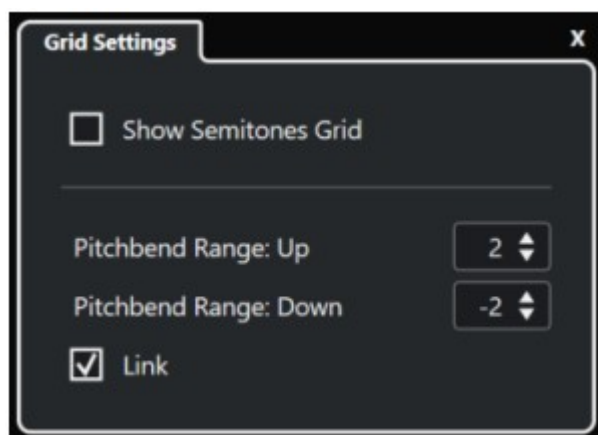 Grid Settings X
Show Semitones Grid
Pitchbend Range: Up 2
Pitchbend Range: Down -2
Link